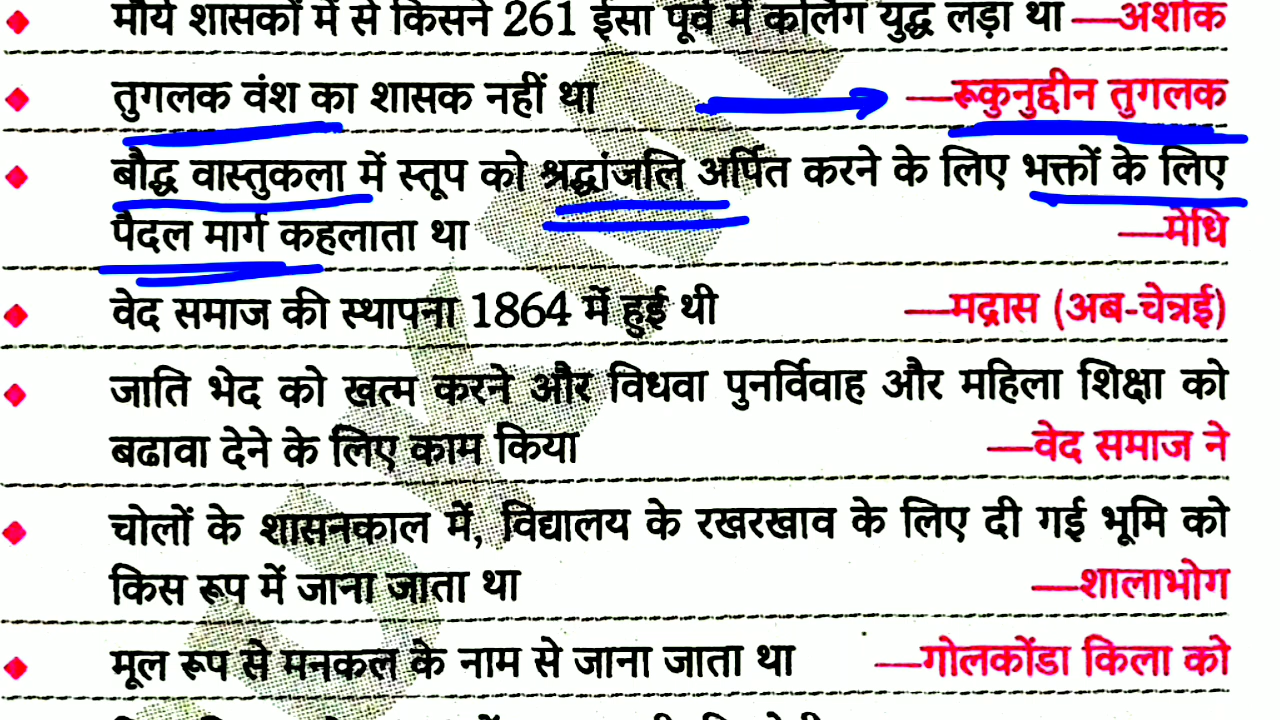 मौर्य शासकों में से किसने 261 ईसा पूर्व में कलिंग युद्ध लड़ा था —अशोक
तुगलक वंश का शासक नहीं था —रूकुनुद्दीन तुगलक
बौद्ध वास्तुकला में स्तूप को श्रद्धांजलि अर्पित करने के लिए भक्तों के लिए
पैदल मार्ग कहलाता था —मेधि
वेद समाज की स्थापना 1864 में हुई थी —मद्रास (अब-चेन्नई)
जाति भेद को खत्म करने और विधवा पुनर्विवाह और महिला शिक्षा को
बढावा देने के लिए काम किया —वेद समाज ने
चोलों के शासनकाल में, विद्यालय के रखरखाव के लिए दी गई भूमि को
किस रूप में जाना जाता था —शालाभोग
मूल रूप से मनकल के नाम से जाना जाता था —गोलकोंडा किला को